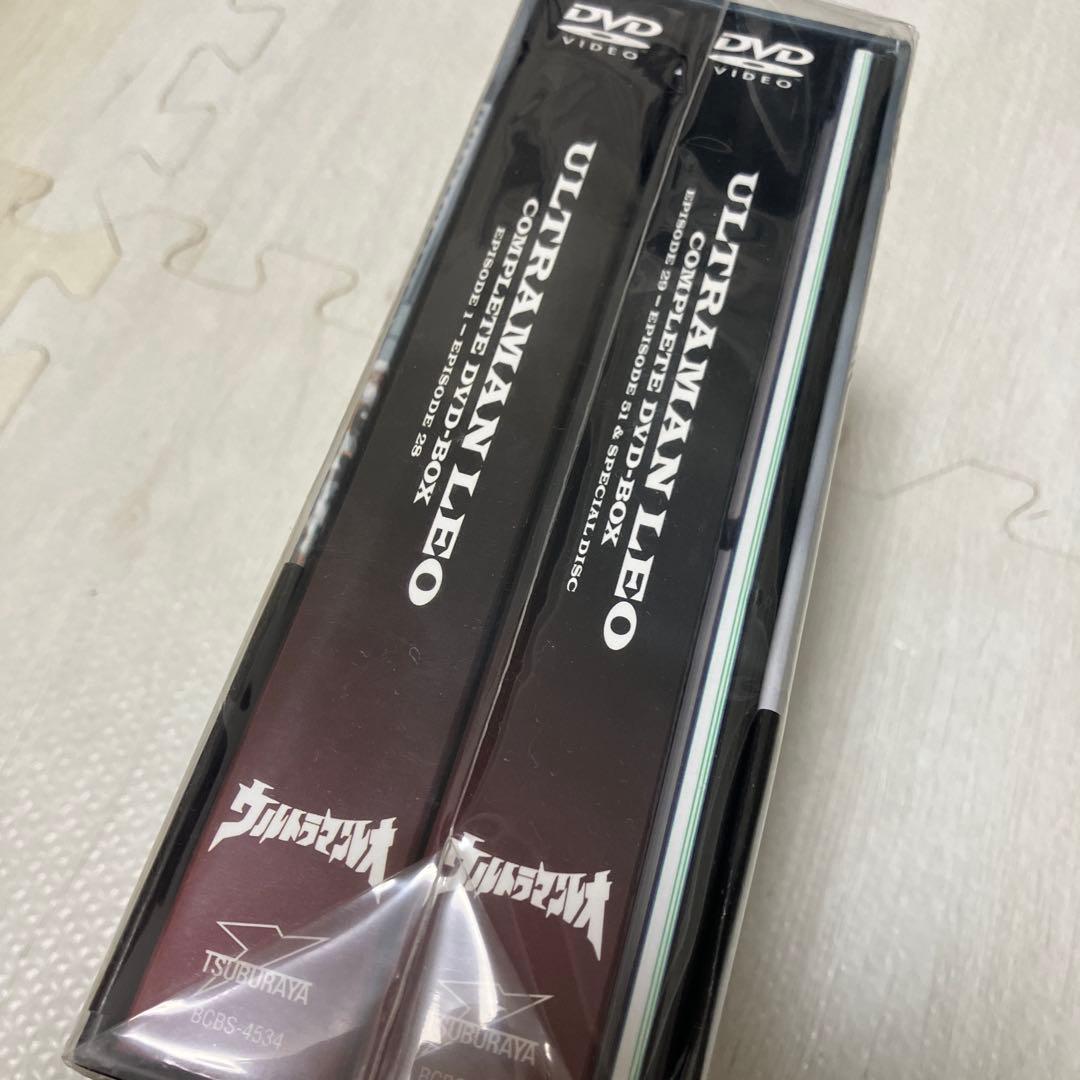 DVD
VIDEO
ULTRAMAN LEO
COMPLETE DVD-BOX
EPISODE 1 - EPISODE 28
ウルトラマンレオ
TSUBURAYA
BCBS-4534
DVD
VIDEO
ULTRAMAN LEO
COMPLETE DVD-BOX
EPISODE 29 - EPISODE 51 & SPECIAL DISC
ウルトラマンレオ
TSUBURAYA